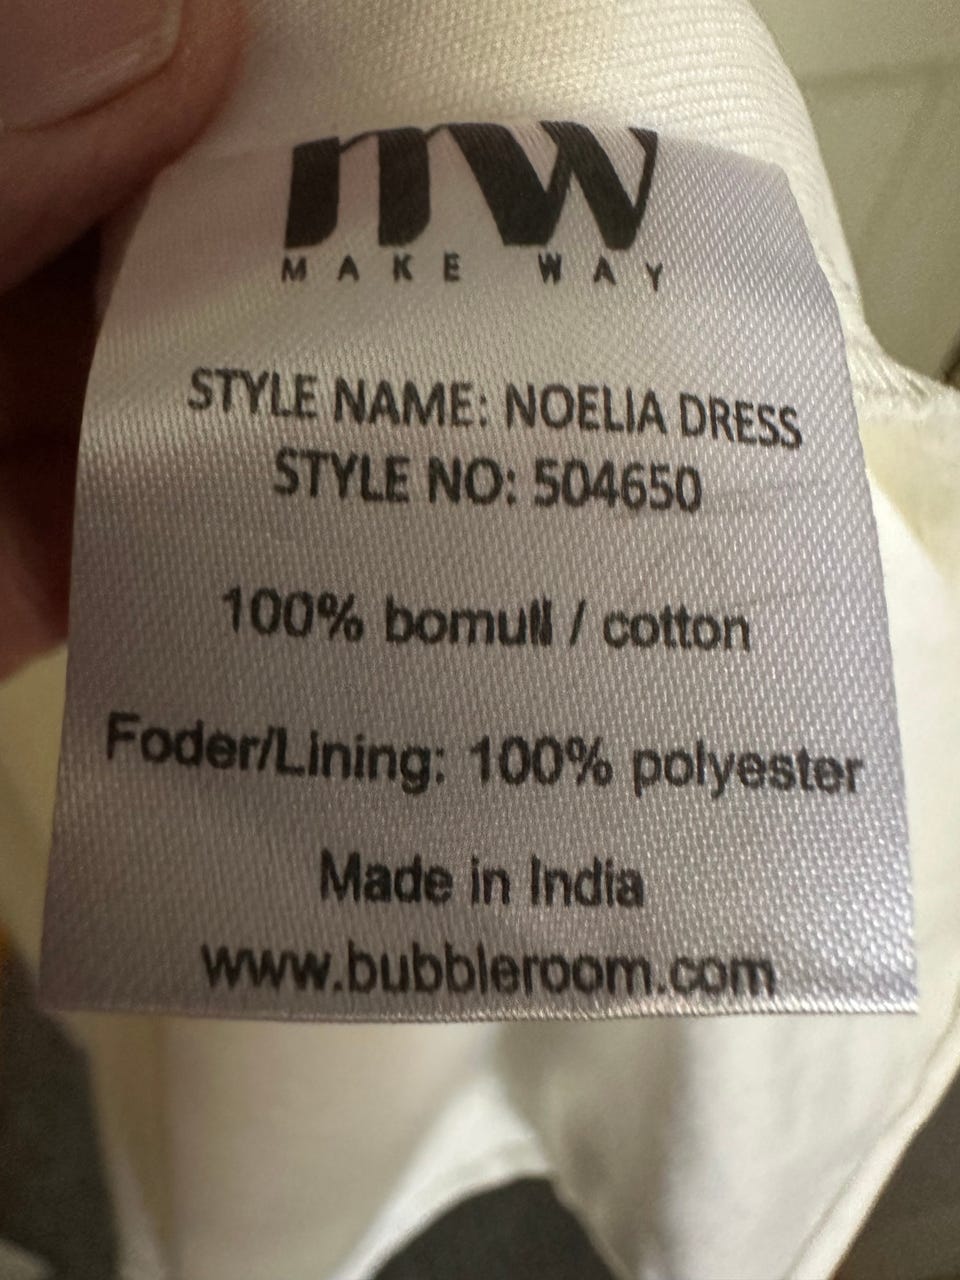 mw
MAKE WAY
STYLE NAME: NOELIA DRESS
STYLE NO: 504650
100% bomull / cotton
Foder/Lining: 100% polyester
Made in India
www.bubbleroom.com